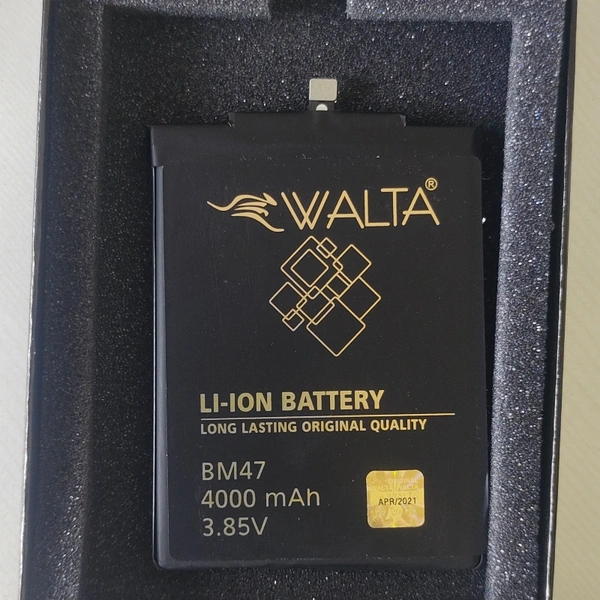 WALTA®
LI-ION BATTERY
LONG LASTING ORIGINAL QUALITY
BM47
4000 mAh
3.85V
APR/2021